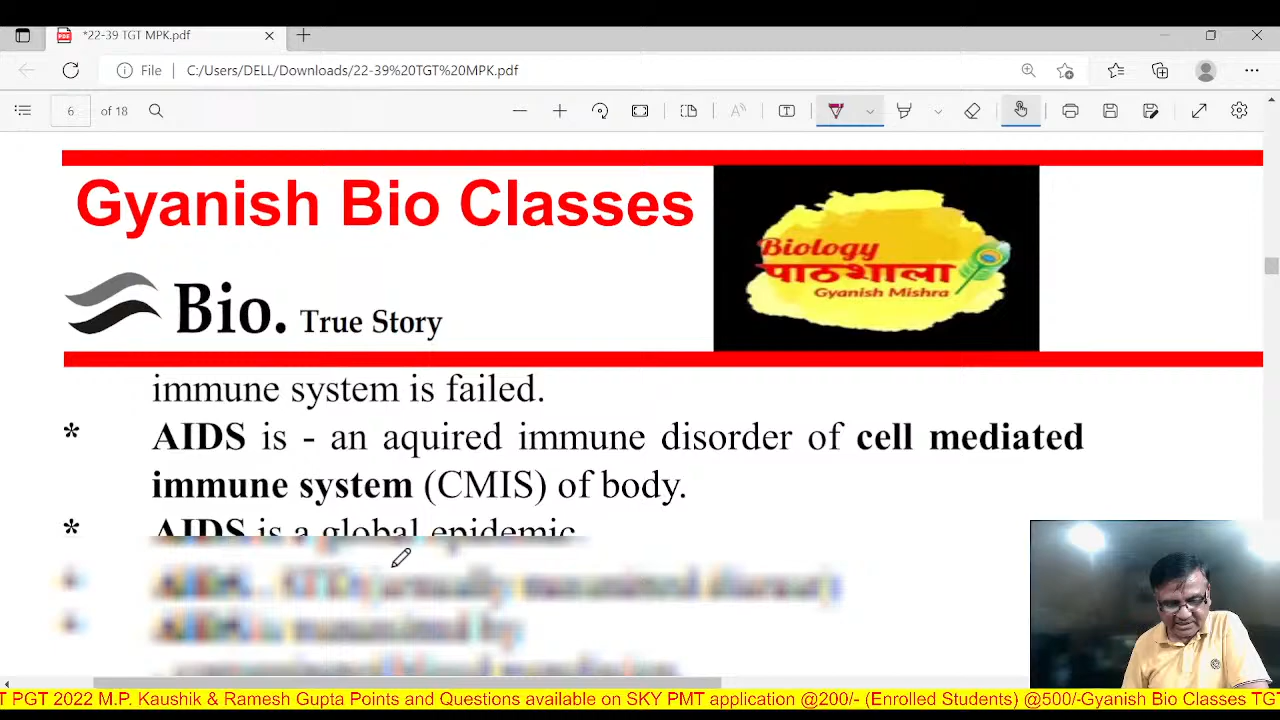 *22-39 TGT MPK.pdf
File C:/Users/DELL/Downloads/22-39%20TGT%20MPK.pdf
6 of 18
Gyanish Bio Classes
Biology
पाठशाला
Gyanish Mishra
Bio. True Story
immune system is failed.
* AIDS is - an aquired immune disorder of cell mediated
immune system (CMIS) of body.
* AIDS is a global epidemic
T PGT 2022 M.P. Kaushik & Ramesh Gupta Points and Questions available on SKY PMT application @200/- (Enrolled Students) @500/-Gyanish Bio Classes TG